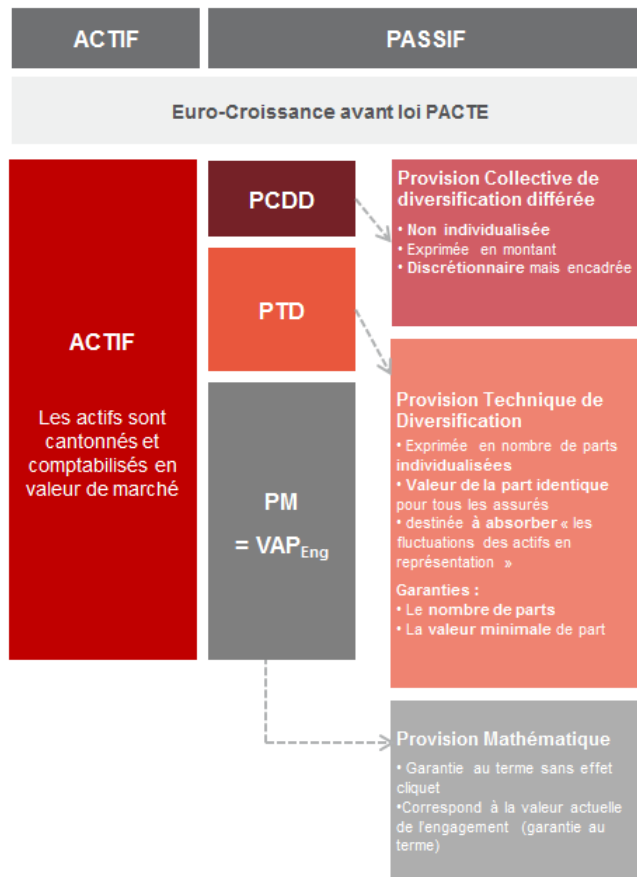 ACTIF
PASSIF
Euro-Croissance avant loi PACTE
ACTIF
Les actifs sont
cantonnés et
comptabilisés en
valeur de marché
PCDD
PTD
PM
= VAPEng
Provision Collective de
diversification différée
• Non individualisée
• Exprimée en montant
• Discrétionnaire mais encadrée
Provision Technique de
Diversification
• Exprimée en nombre de parts
individualisées
• Valeur de la part identique
pour tous les assurés
• destinée à absorber « les
fluctuations des actifs en
représentation »
Garanties :
• Le nombre de parts
• La valeur minimale de part
Provision Mathématique
• Garantie au terme sans effet
cliquet
•Correspond à la valeur actuelle
de l'engagement (garantie au
terme)